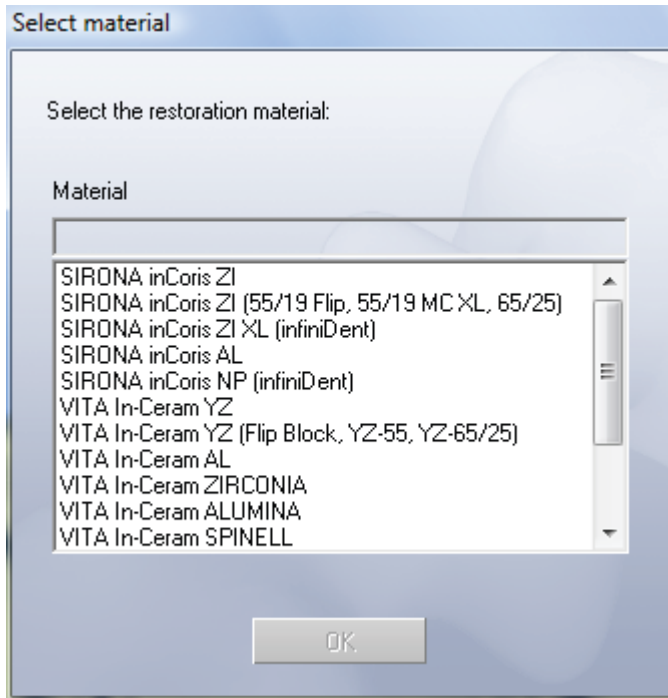 Select material
Select the restoration material:
Material
SIRONA inCoris ZI
SIRONA inCoris ZI (55/19 Flip, 55/19 MC XL, 65/25)
SIRONA inCoris ZI XL (infiniDent)
SIRONA inCoris AL
SIRONA inCoris NP (infiniDent)
VITA In-Ceram YZ
VITA In-Ceram YZ (Flip Block, YZ-55, YZ-65/25)
VITA In-Ceram AL
VITA In-Ceram ZIRCONIA
VITA In-Ceram ALUMINA
VITA In-Ceram SPINELL
OK